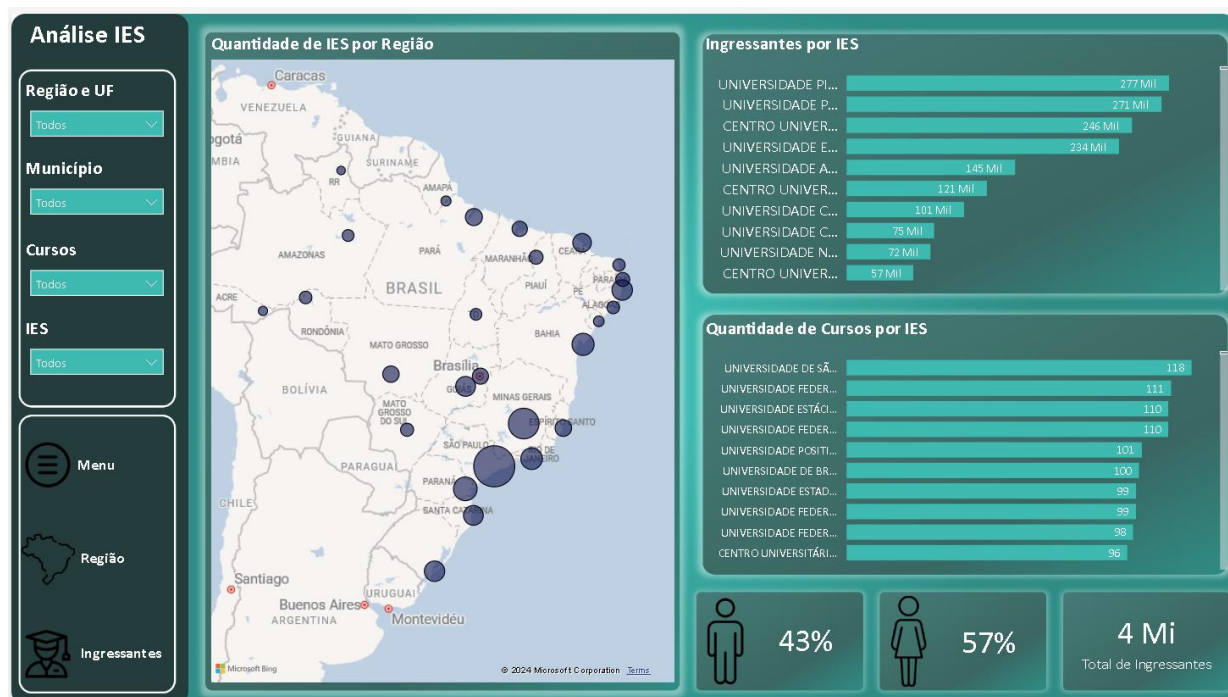 Análise IES
Região e UF
Todos
Município
Todos
Cursos
Todos
IES
Todos
Menu
Região
Ingressantes
Quantidade de IES por Região
Caracas
VENEZUELA
ogotá
MBIA
GUIANA
SURINAME
RR
AMAPÁ
AMAZONAS
PARÁ
MARANHÃO
CEARÁ
BRASIL
PIAUÍ
PARA
PE
ALAGO
ACRE
TO
RONDÔNIA
BAHIA
MATO GROSSO
Brasília
GOIÁS
BOLÍVIA
MINAS GERAIS
MATO
GROSSO
DO SUL
ESPÍRITO SANTO
SÃO PAULO
RIO DE
JANEIRO
PARAGUAI
PARANÁ
CHILE
SANTA CATARINA
Santiago
URUGUAI
Buenos Aires
ARGENTINA
Montevidéu
Microsoft Bing
© 2024 Microsoft Corporation Terms
Ingressantes por IES
UNIVERSIDADE PI... 277 Mil
UNIVERSIDADE P... 271 Mil
CENTRO UNIVER... 246 Mil
UNIVERSIDADE E... 234 Mil
UNIVERSIDADE A... 145 Mil
CENTRO UNIVER... 121 Mil
UNIVERSIDADE C... 101 Mil
UNIVERSIDADE C... 75 Mil
UNIVERSIDADE N... 72 Mil
CENTRO UNIVER... 57 Mil
Quantidade de Cursos por IES
UNIVERSIDADE DE SÃ... 118
UNIVERSIDADE FEDER... 111
UNIVERSIDADE ESTÁCI... 110
UNIVERSIDADE FEDER... 110
UNIVERSIDADE POSITI... 101
UNIVERSIDADE DE BR... 100
UNIVERSIDADE ESTAD... 99
UNIVERSIDADE FEDER... 99
UNIVERSIDADE FEDER... 98
CENTRO UNIVERSITÁRI... 96
43%
57%
4 Mi
Total de Ingressantes